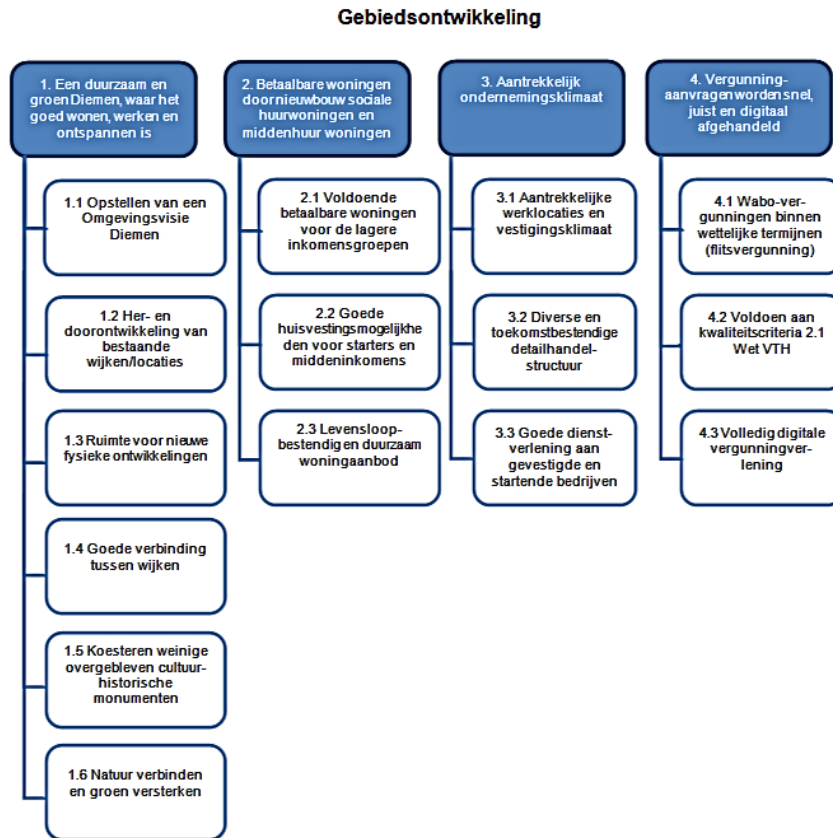 Gebiedsontwikkeling
1. Een duurzaam en
groen Diemen, waar het
goed wonen, werken en
ontspannen is
1.1 Opstellen van een
Omgevingsvisie
Diemen
1.2 Her- en
doorontwikkeling van
bestaande
wijken/locaties
1.3 Ruimte voor nieuwe
fysieke ontwikkelingen
1.4 Goede verbinding
tussen wijken
1.5 Koesteren weinige
overgebleven cultuur-
historische
monumenten
1.6 Natuur verbinden
en groen versterken
2. Betaalbare woningen
door nieuwbouw sociale
huurwoningen en
middenhuur woningen
2.1 Voldoende
betaalbare woningen
voor de lagere
inkomensgroepen
2.2 Goede
huisvestingsmogelijkhe
den voor starters en
middeninkomens
2.3 Levensloop-
bestendig en duurzaam
woningaanbod
3. Aantrekkelijk
ondernemingsklimaat
3.1 Aantrekkelijke
werklocaties en
vestigingsklimaat
3.2 Diverse en
toekomstbestendige
detailhandel-
structuur
3.3 Goede dienst-
verlening aan
gevestigde en
startende bedrijven
4. Vergunning-
aanvragen worden snel,
juist en digitaal
afgehandeld
4.1 Wabo-ver-
gunningen binnen
wettelijke termijnen
(flitsvergunning)
4.2 Voldoen aan
kwaliteitscriteria 2.1
Wet VTH
4.3 Volledig digitale
vergunningver-
lening